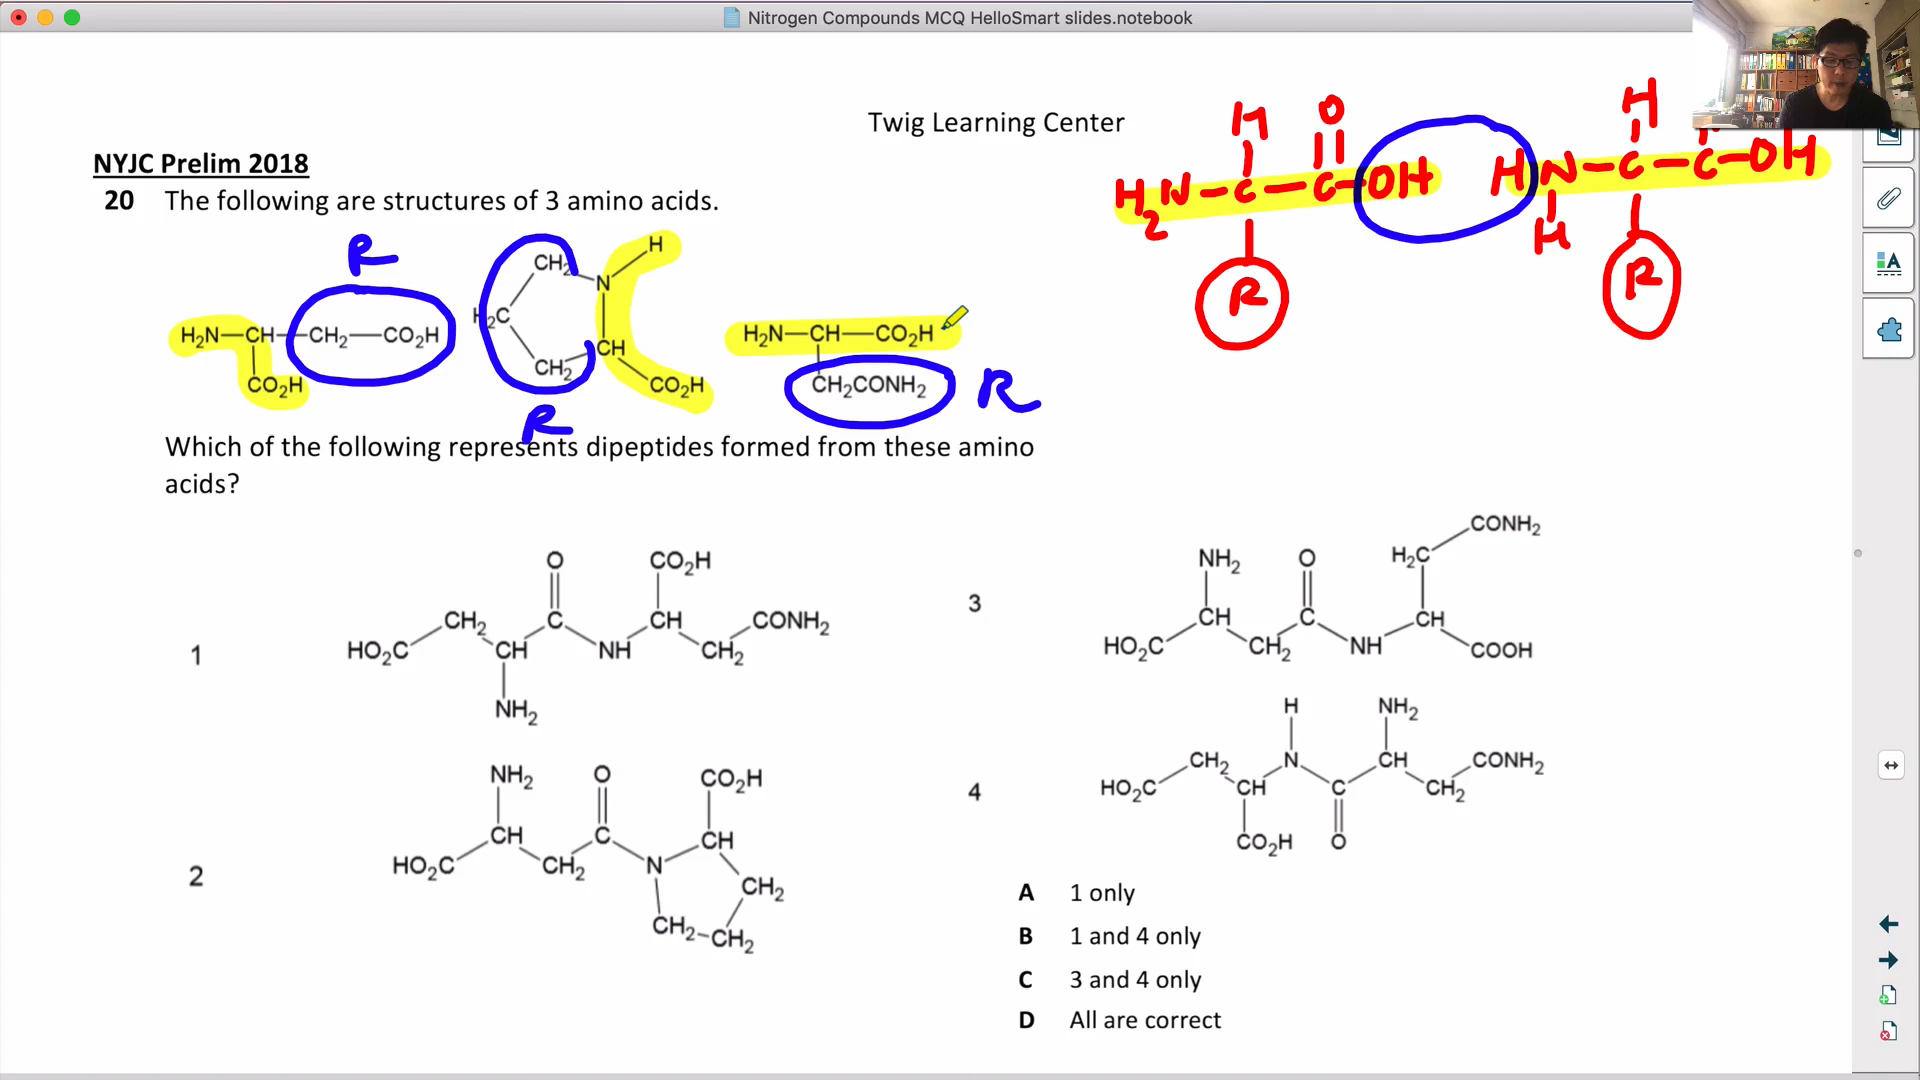 Nitrogen Compounds MCQ HelloSmart slides.notebook
Twig Learning Center
NYJC Prelim 2018
20 The following are structures of 3 amino acids.
H O H
H₂N-C-C-OH H N-C-C-OH
H
R R
R
H₂N—CH—CH₂—CO₂H
CO₂H
CH₂ N H
H₂C
CH₂ CH CO₂H
R
H₂N—CH—CO₂H
CH₂CONH₂ R
Which of the following represents dipeptides formed from these amino
acids?
1
O CO₂H
CH₂ C CH CONH₂
HO₂C CH NH CH₂
NH₂
2
NH₂ O CO₂H
CH C CH
HO₂C CH₂ N CH₂
CH₂-CH₂
3
CONH₂
NH₂ O H₂C
CH C CH
HO₂C CH₂ NH COOH
4
H NH₂
CH₂ N CH CONH₂
HO₂C CH C CH₂
CO₂H O
A 1 only
B 1 and 4 only
C 3 and 4 only
D All are correct
A